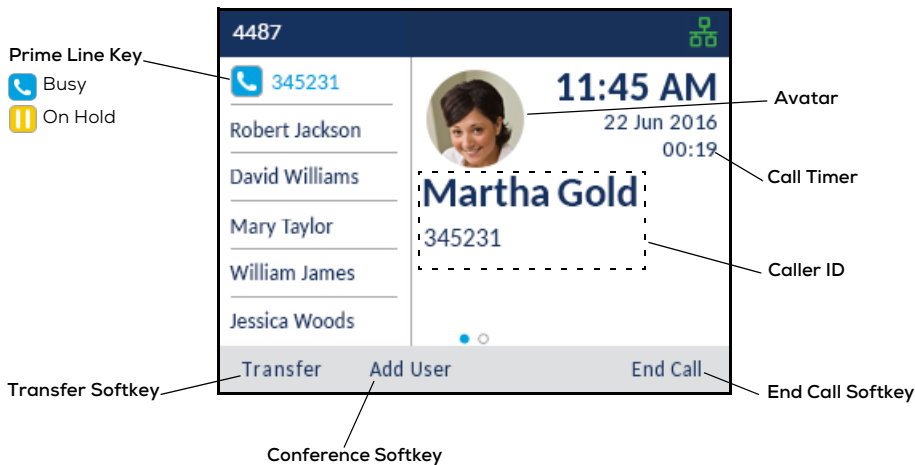 4487
Prime Line Key
Busy
On Hold
345231
Robert Jackson
David Williams
Mary Taylor
William James
Jessica Woods
11:45 AM
22 Jun 2016
00:19
Martha Gold
345231
Avatar
Call Timer
Caller ID
Transfer
Add User
End Call
Transfer Softkey
Conference Softkey
End Call Softkey